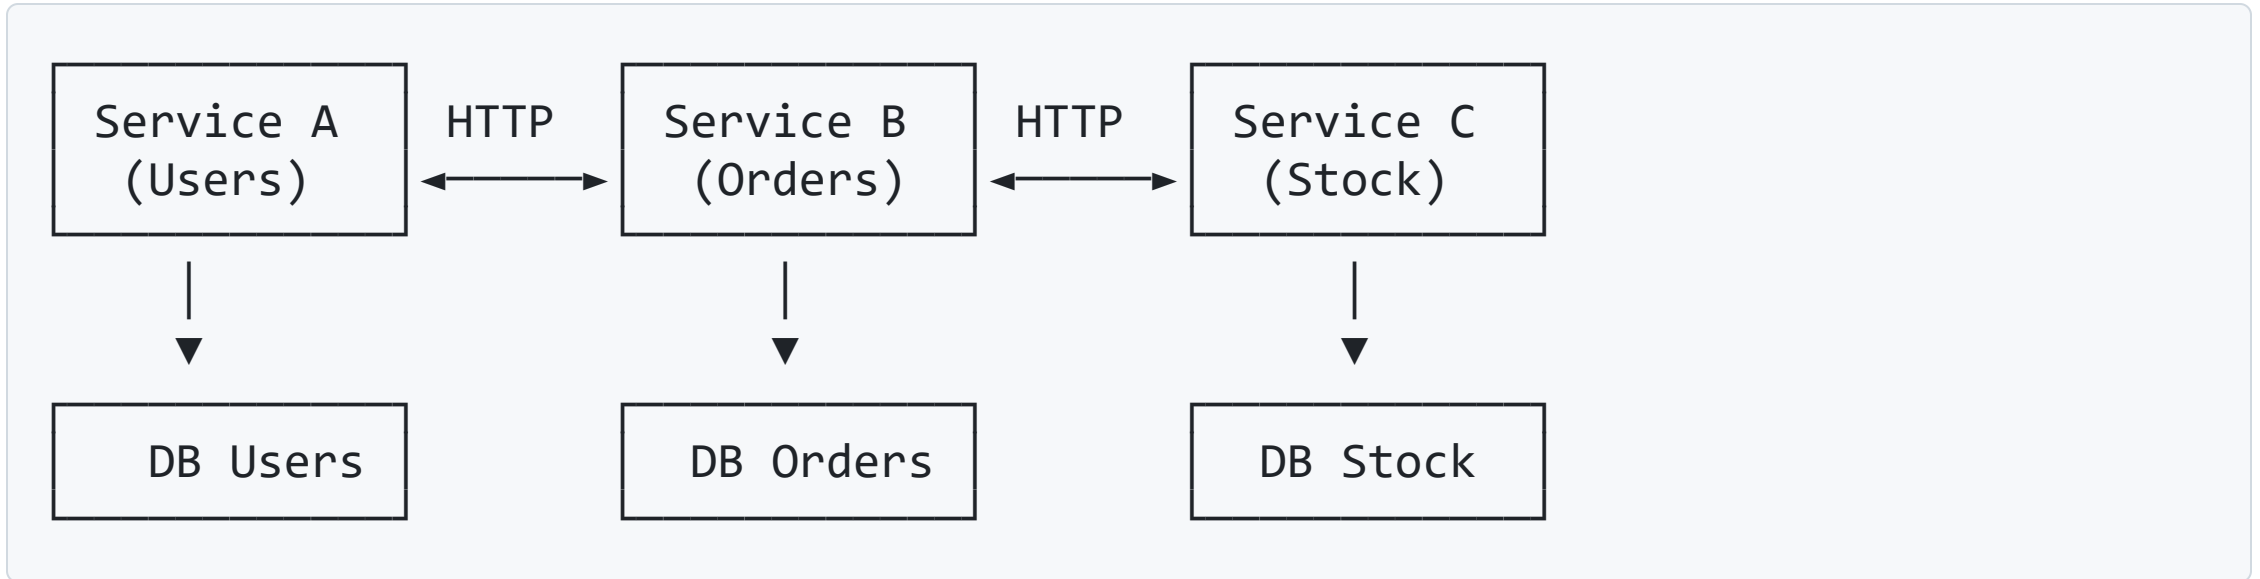 Service A HTTP Service B HTTP Service C
(Users) (Orders) (Stock)
DB Users DB Orders DB Stock